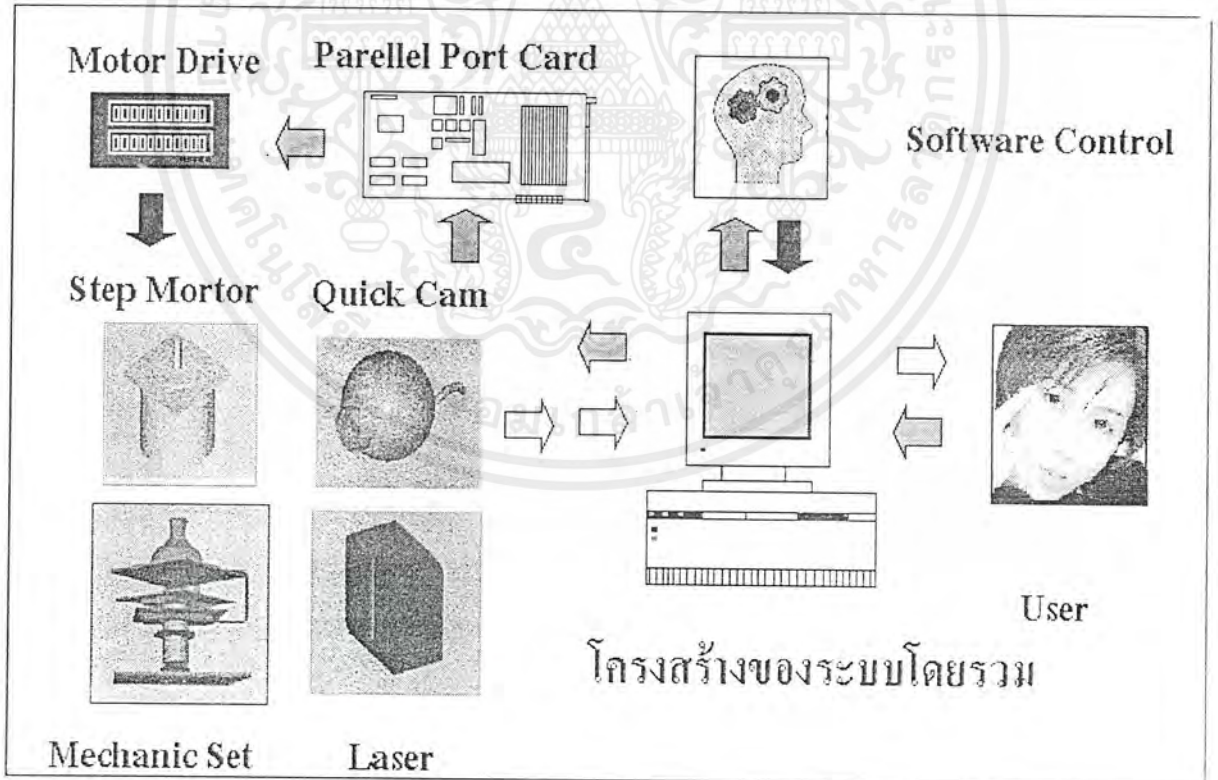 Motor Drive
Parellel Port Card
Software Control
Step Mortor
Quick Cam
User
โครงสร้างของระบบโดยรวม
Mechanic Set
Laser